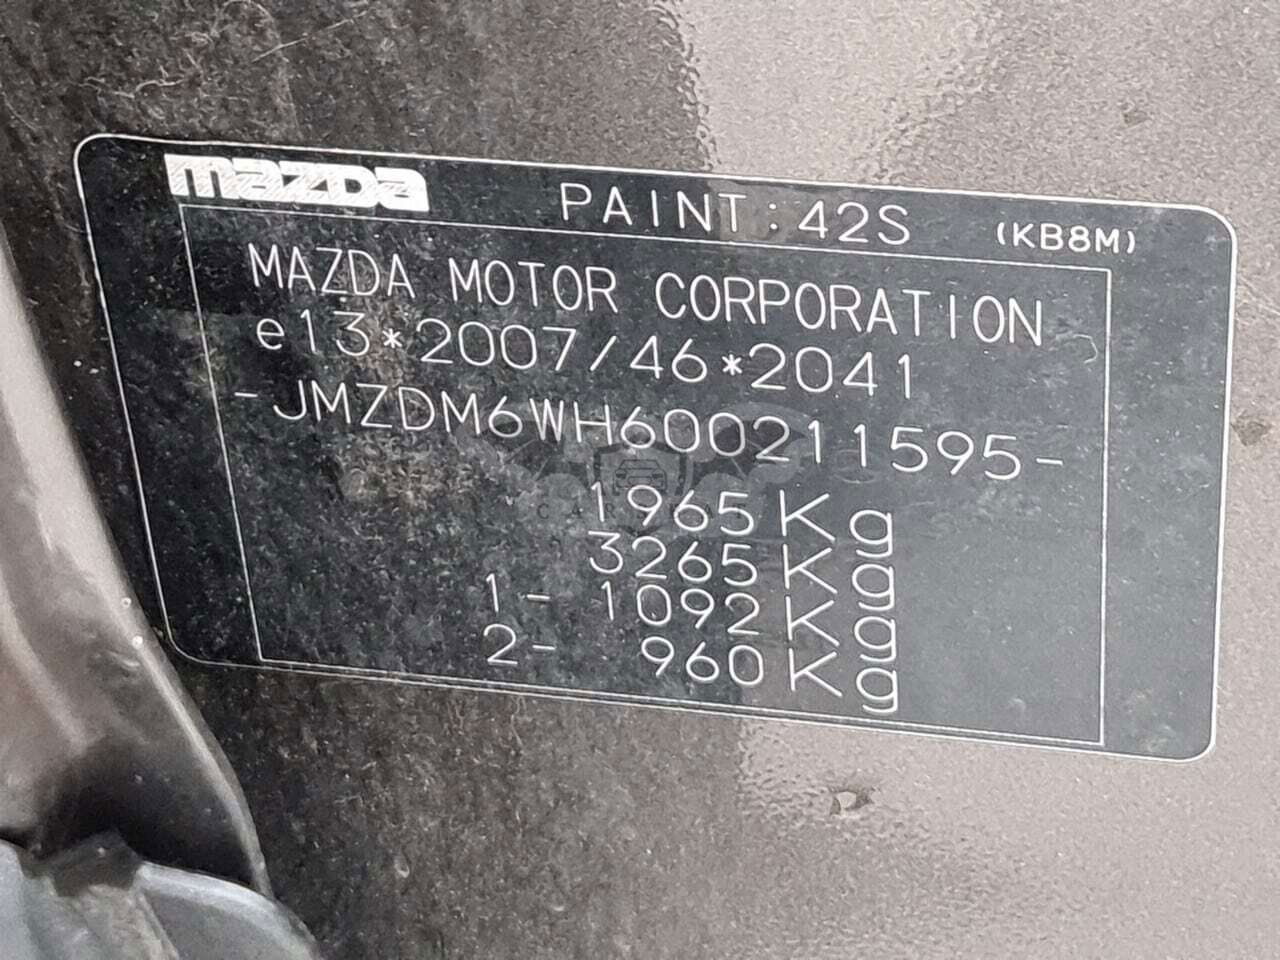 mazda PAINT: 42S (KB8M)
MAZDA MOTOR CORPORATION
e13*2007/46*2041
-JMZDM6WH600211595-
1965Kg
3265Kg
1- 1092Kg
2- 960Kg